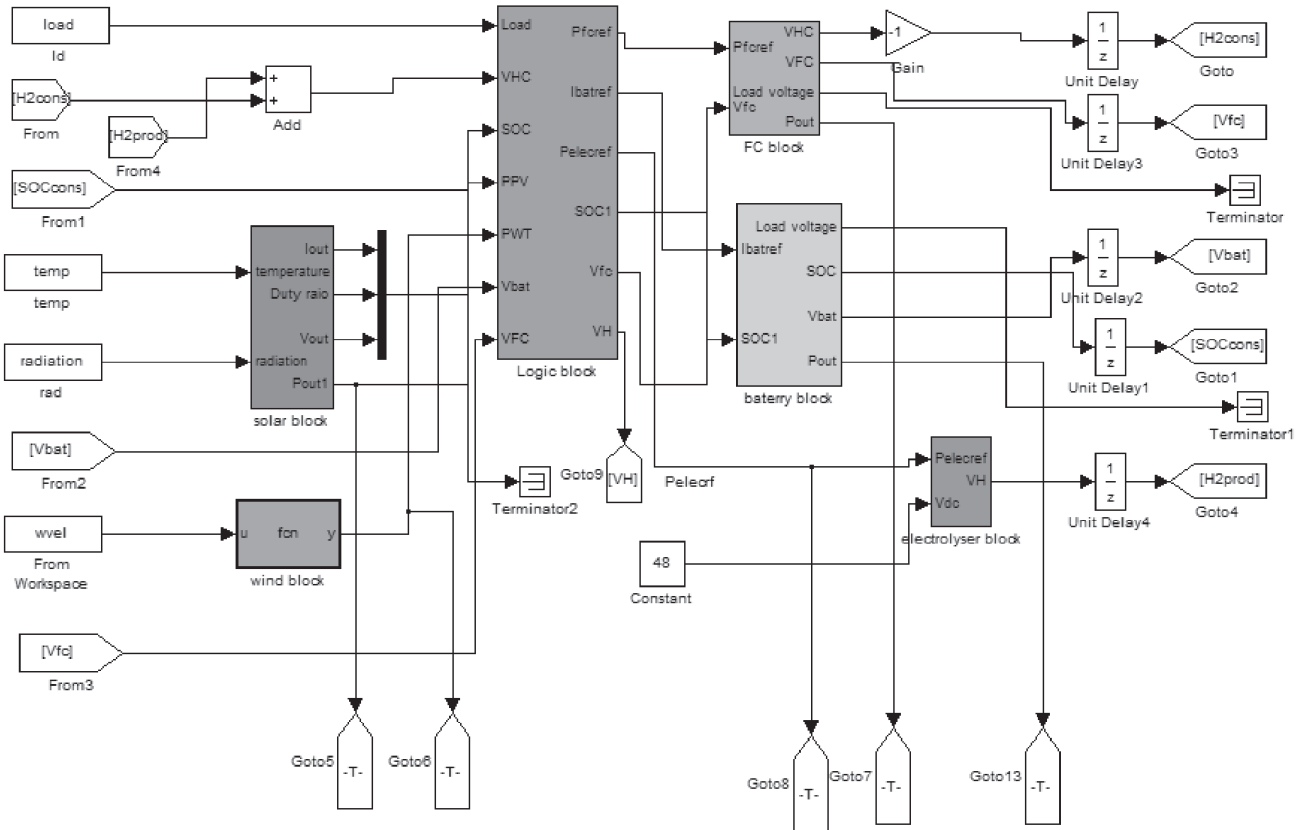 load
Id
[H2cons]
From
[H2prod]
From4
+
+
Add
[SOCcons]
From1
temp
temp
radiation
rad
Iout
temperature
Duty raio
Vout
radiation
Pout1
solar block
[Vbat]
From2
wvel
From
Workspace
u
fcn
y
wind block
[Vfc]
From3
Goto5
-T-
Goto6
-T-
Load
VHC
SOC
PPV
PWT
Vbat
VFC
Pfcref
Ibatref
Pelecref
SOC1
Vfc
VH
Logic block
Terminator2
Goto9
[VH]
Pelecrf
48
Constant
Pfcref
Vfc
VHC
VFC
Load voltage
Pout
FC block
-1
Gain
Ibatref
SOC1
Load voltage
SOC
Vbat
Pout
baterry block
Pelecref
Vdc
VH
electrolyser block
1
z
Unit Delay
[H2cons]
Goto
1
z
Unit Delay3
[Vfc]
Goto3
Terminator
1
z
Unit Delay2
[Vbat]
Goto2
1
z
Unit Delay1
[SOCcons]
Goto1
Terminator1
1
z
Unit Delay4
[H2prod]
Goto4
Goto8
-T-
Goto7
-T-
Goto13
-T-